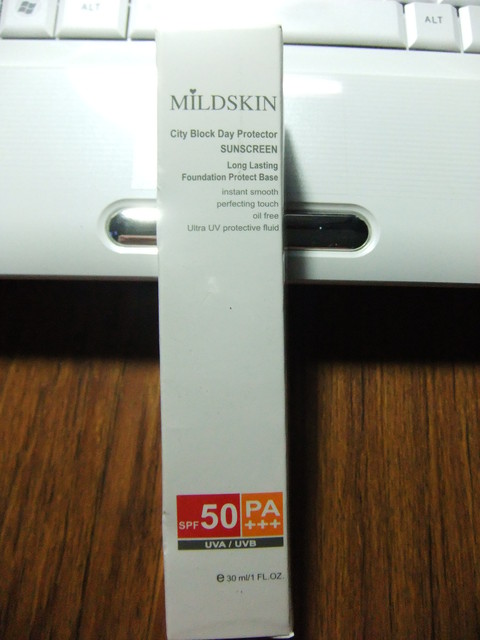 ALT
ALT
MILDSKIN
City Block Day Protector
SUNSCREEN
Long Lasting
Foundation Protect Base
instant smooth
perfecting touch
oil free
Ultra UV protective fluid
SPF 50 PA
+++
UVA / UVB
e 30 ml/1 FL.OZ.